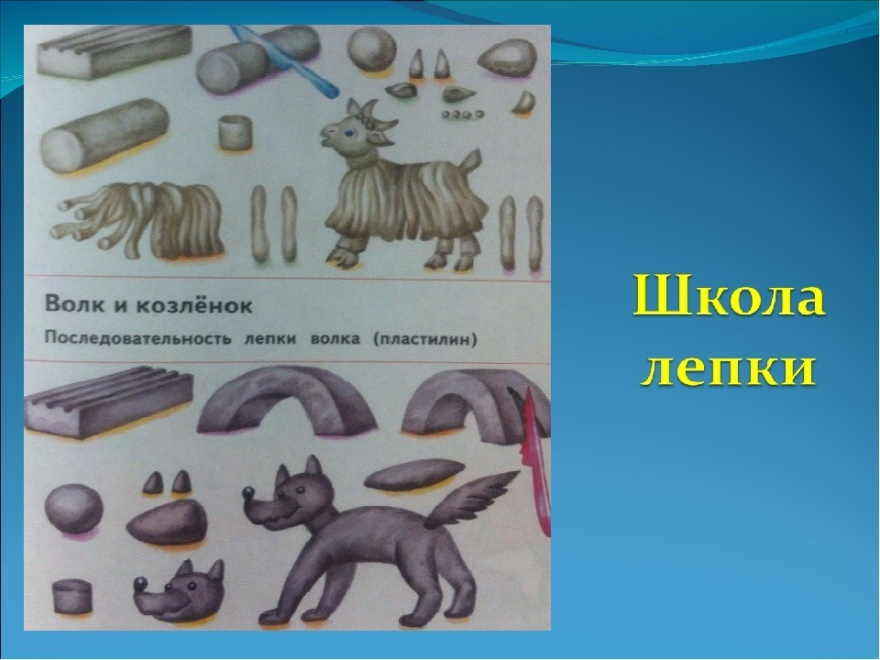 Волк и козлёнок
Последовательность лепки волка (пластилин)
Школа
лепки